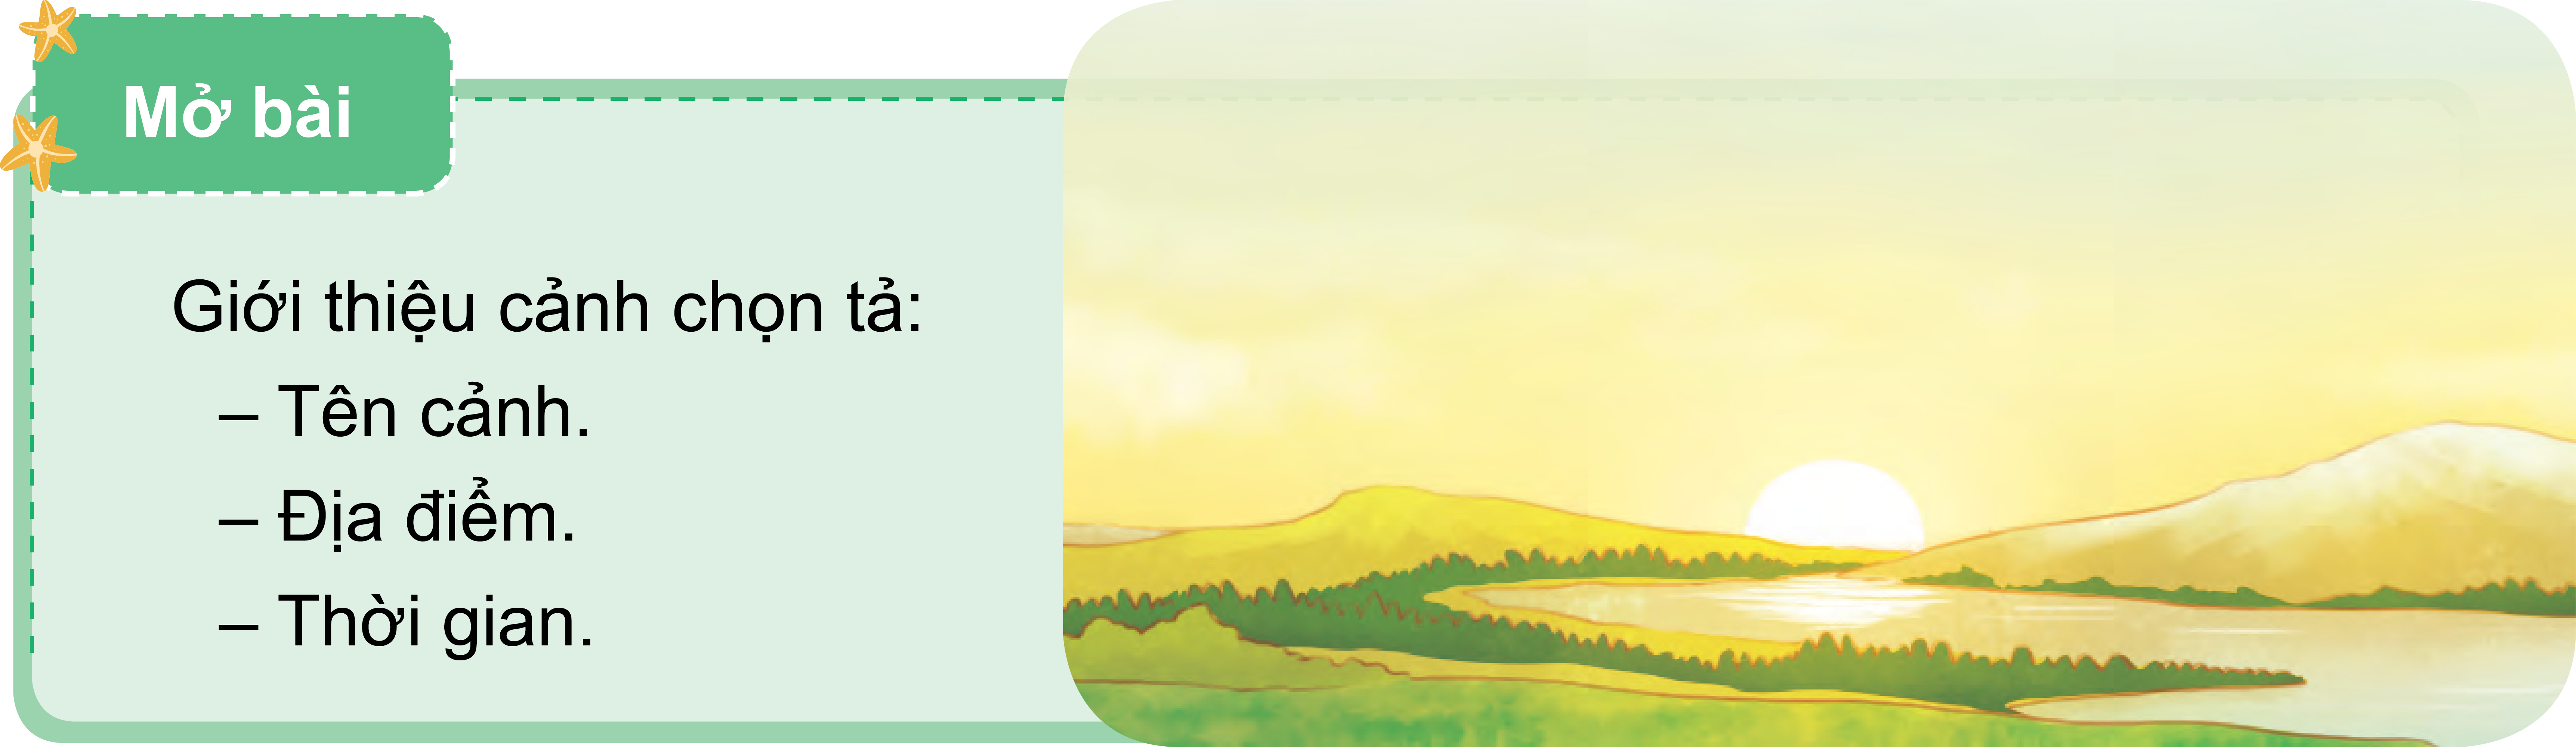 Mở bài
Giới thiệu cảnh chọn tả:
– Tên cảnh.
– Địa điểm.
– Thời gian.